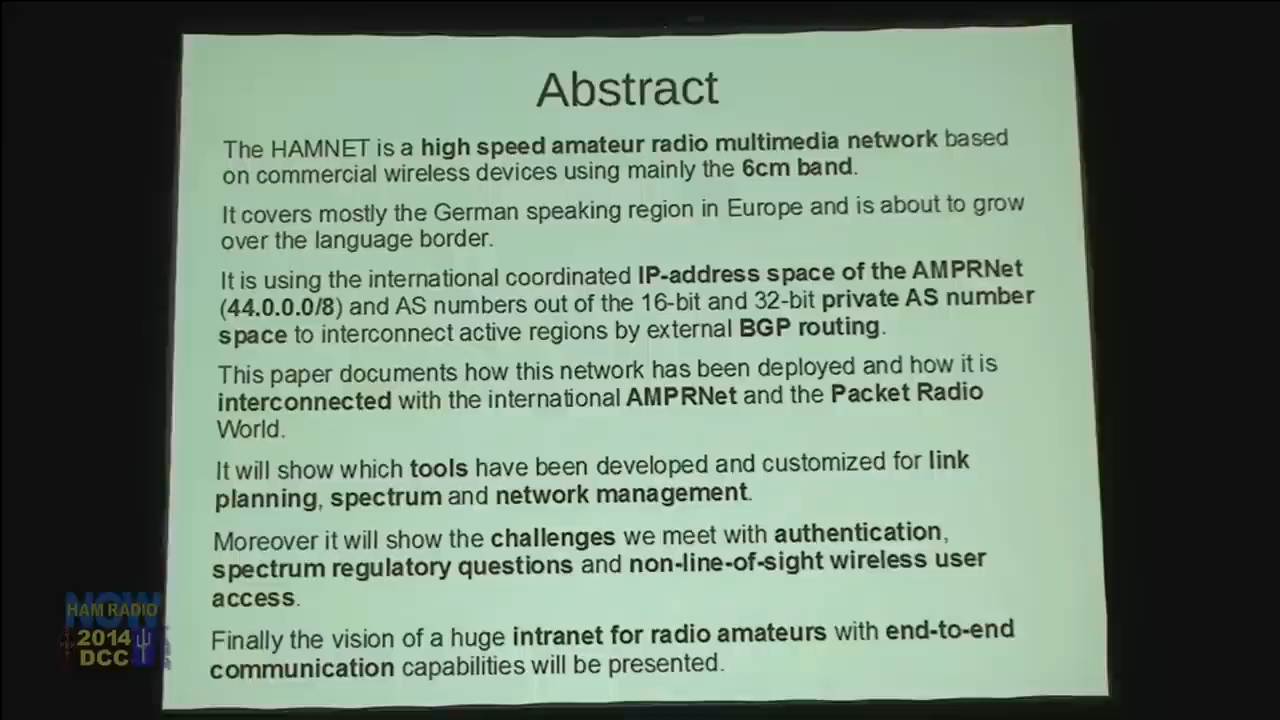 Abstract
The HAMNET is a high speed amateur radio multimedia network based
on commercial wireless devices using mainly the 6cm band.
It covers mostly the German speaking region in Europe and is about to grow
over the language border.
It is using the international coordinated IP-address space of the AMPRNet
(44.0.0.0/8) and AS numbers out of the 16-bit and 32-bit private AS number
space to interconnect active regions by external BGP routing.
This paper documents how this network has been deployed and how it is
interconnected with the international AMPRNet and the Packet Radio
World.
It will show which tools have been developed and customized for link
planning, spectrum and network management.
Moreover it will show the challenges we meet with authentication,
spectrum regulatory questions and non-line-of-sight wireless user
access.
Finally the vision of a huge intranet for radio amateurs with end-to-end
communication capabilities will be presented.
NOW
HAM RADIO
2014
DCC